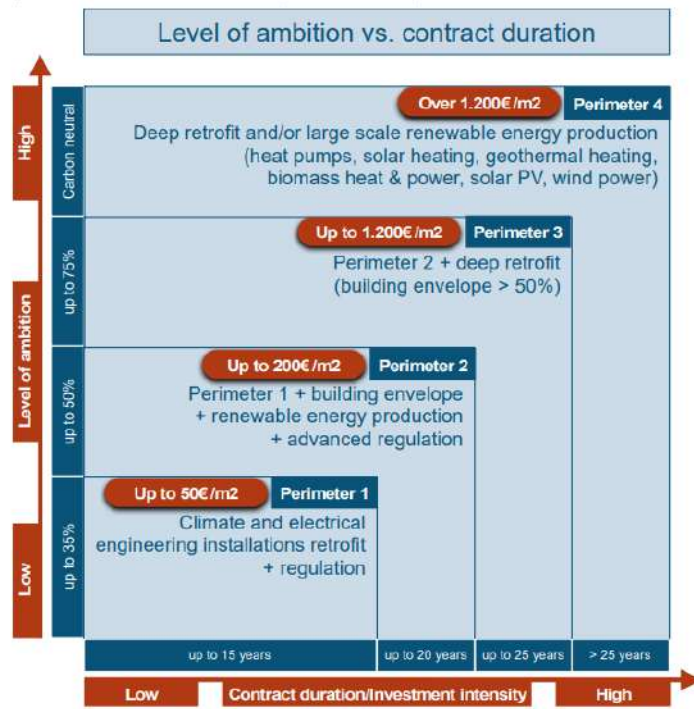 Level of ambition vs. contract duration
High
Level of ambition
Low
Carbon neutral
up to 75%
up to 50%
up to 35%
Over 1.200€/m2
Perimeter 4
Deep retrofit and/or large scale renewable energy production
(heat pumps, solar heating, geothermal heating,
biomass heat & power, solar PV, wind power)
Up to 1.200€/m2
Perimeter 3
Perimeter 2 + deep retrofit
(building envelope > 50%)
Up to 200€/m2
Perimeter 2
Perimeter 1 + building envelope
+ renewable energy production
+ advanced regulation
Up to 50€/m2
Perimeter 1
Climate and electrical
engineering installations retrofit
+ regulation
up to 15 years
up to 20 years
up to 25 years
> 25 years
Low
Contract duration/Investment intensity
High